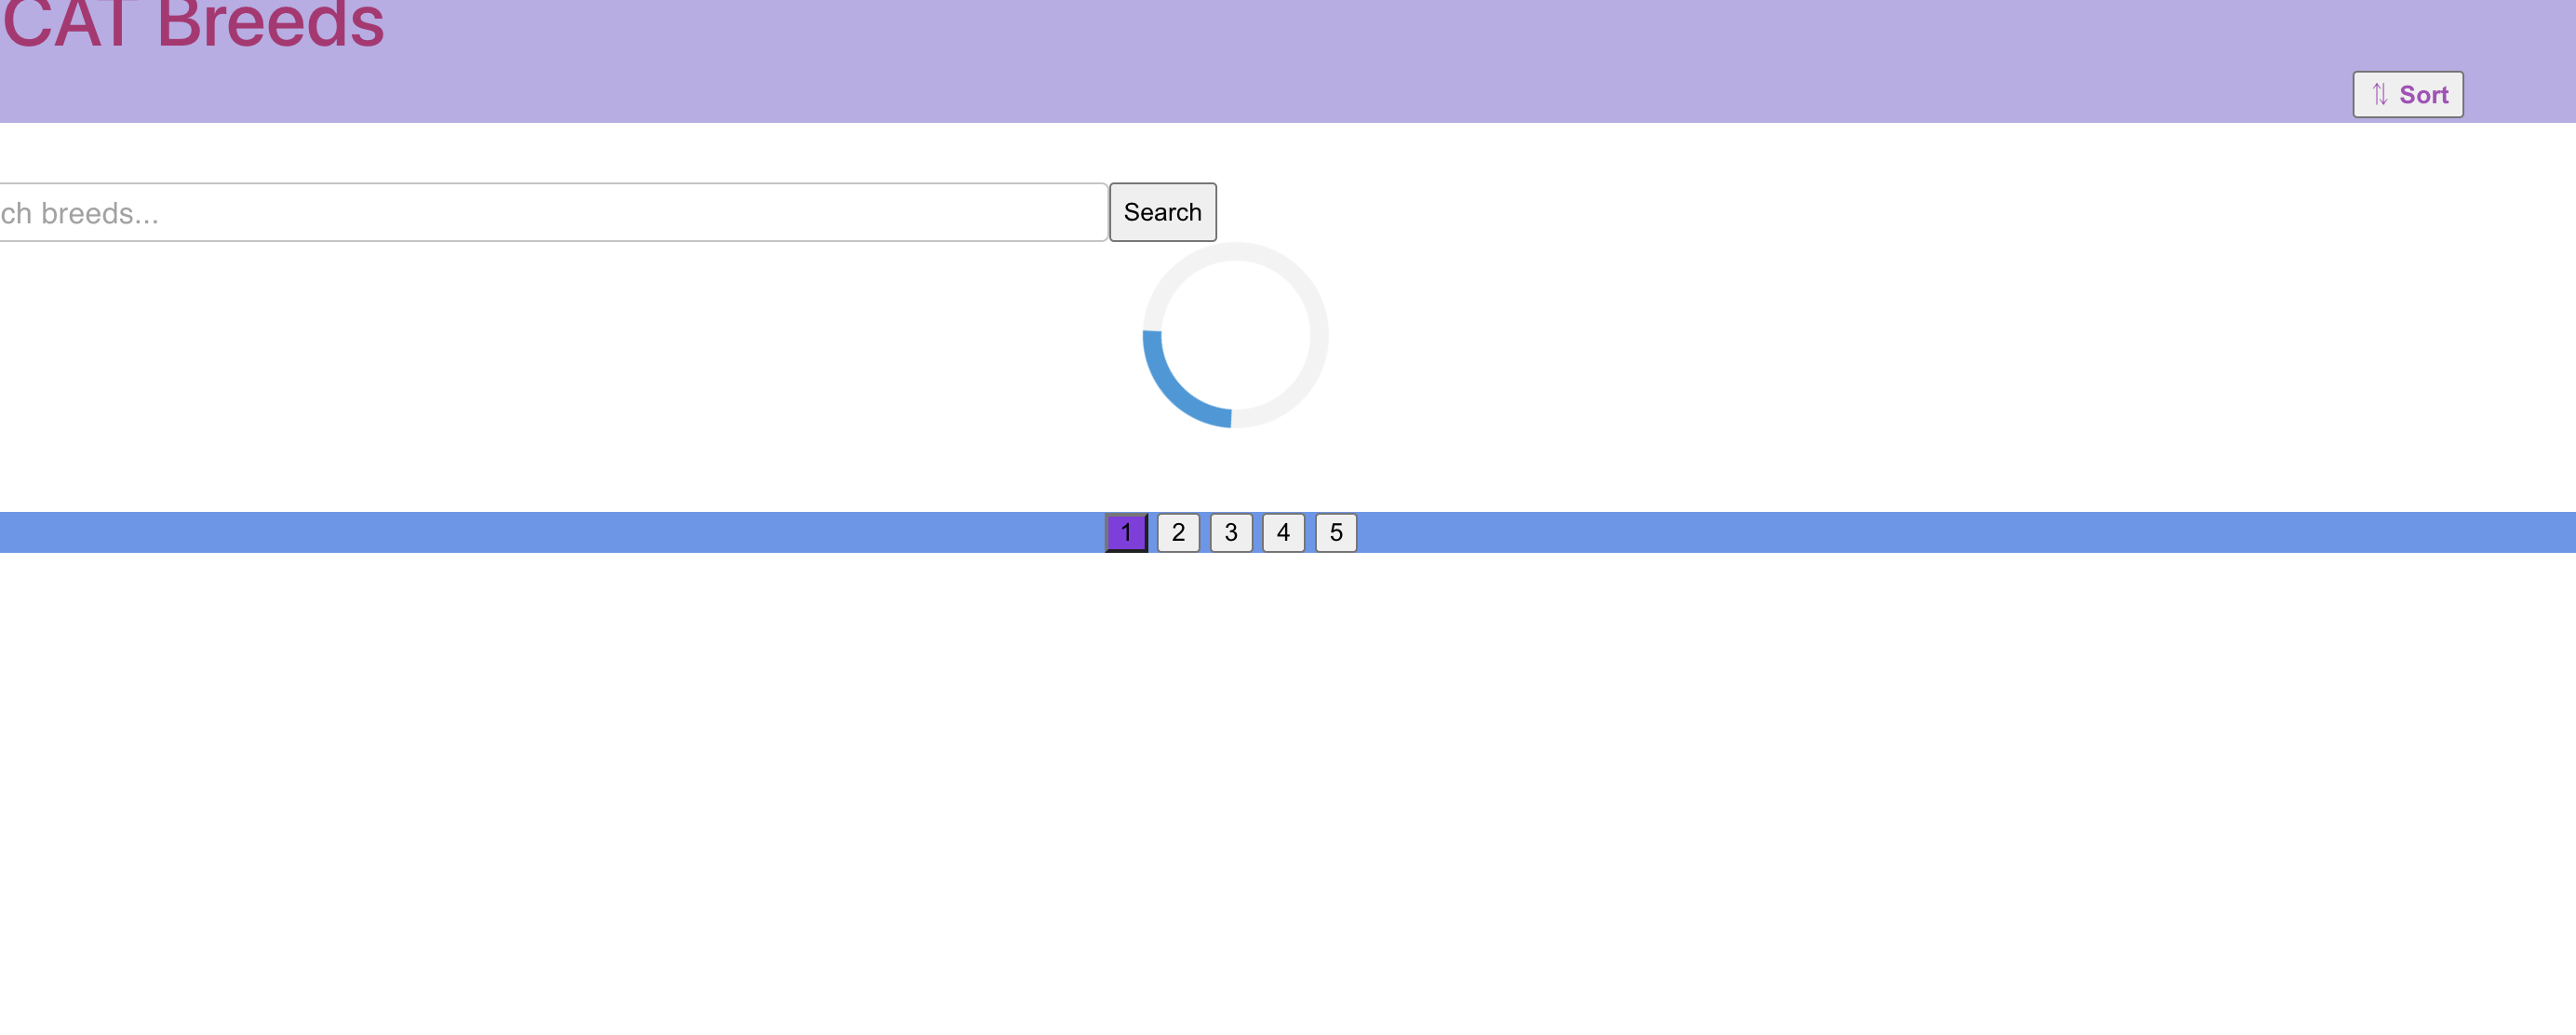 CAT Breeds
⇅ Sort
ch breeds...
Search
1 2 3 4 5